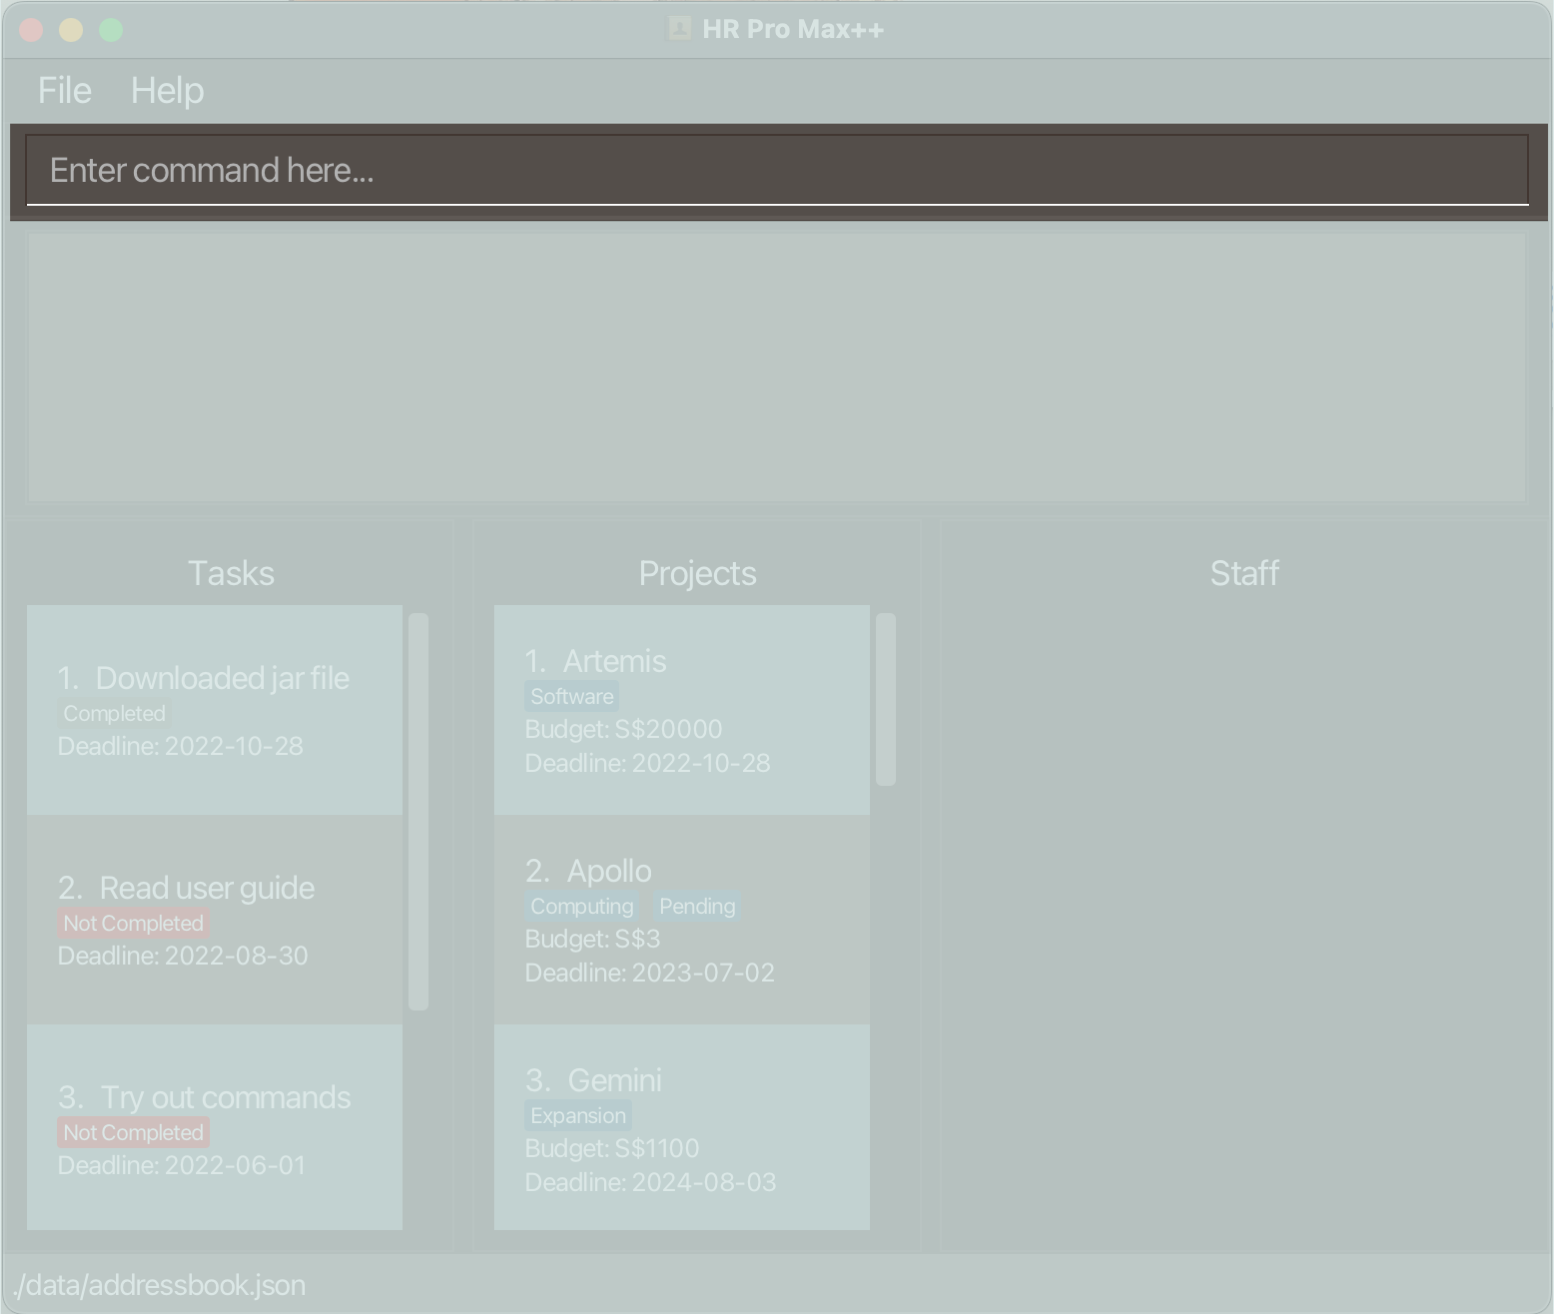 HR Pro Max++
File Help
Enter command here...
Tasks
1. Downloaded jar file
Completed
Deadline: 2022-10-28
2. Read user guide
Not Completed
Deadline: 2022-08-30
3. Try out commands
Not Completed
Deadline: 2022-06-01
Projects
1. Artemis
Software
Budget: S$20000
Deadline: 2022-10-28
2. Apollo
Computing Pending
Budget: S$3
Deadline: 2023-07-02
3. Gemini
Expansion
Budget: S$1100
Deadline: 2024-08-03
Staff
./data/addressbook.json